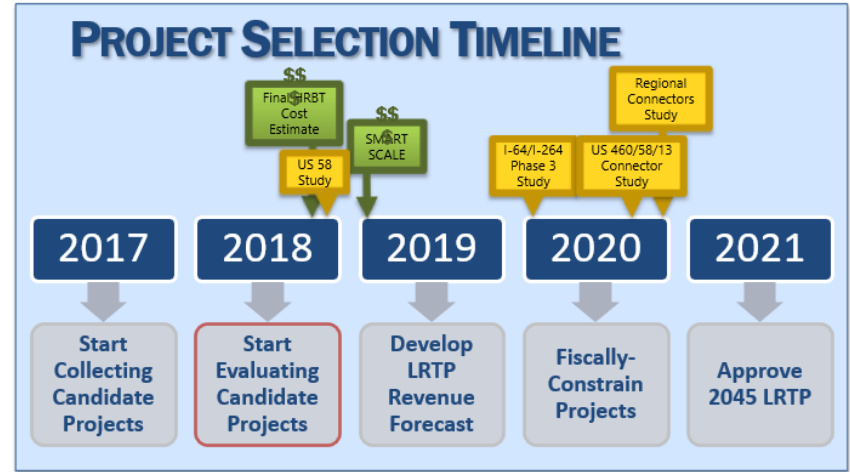 PROJECT SELECTION TIMELINE
$$
$
Final HRBT
Cost
Estimate
US 58
Study
$$
$
SMART
SCALE
I-64/I-264
Phase 3
Study
US 460/58/13
Connector
Study
Regional
Connectors
Study
2017
2018
2019
2020
2021
Start
Collecting
Candidate
Projects
Start
Evaluating
Candidate
Projects
Develop
LRTP
Revenue
Forecast
Fiscally-
Constrain
Projects
Approve
2045 LRTP